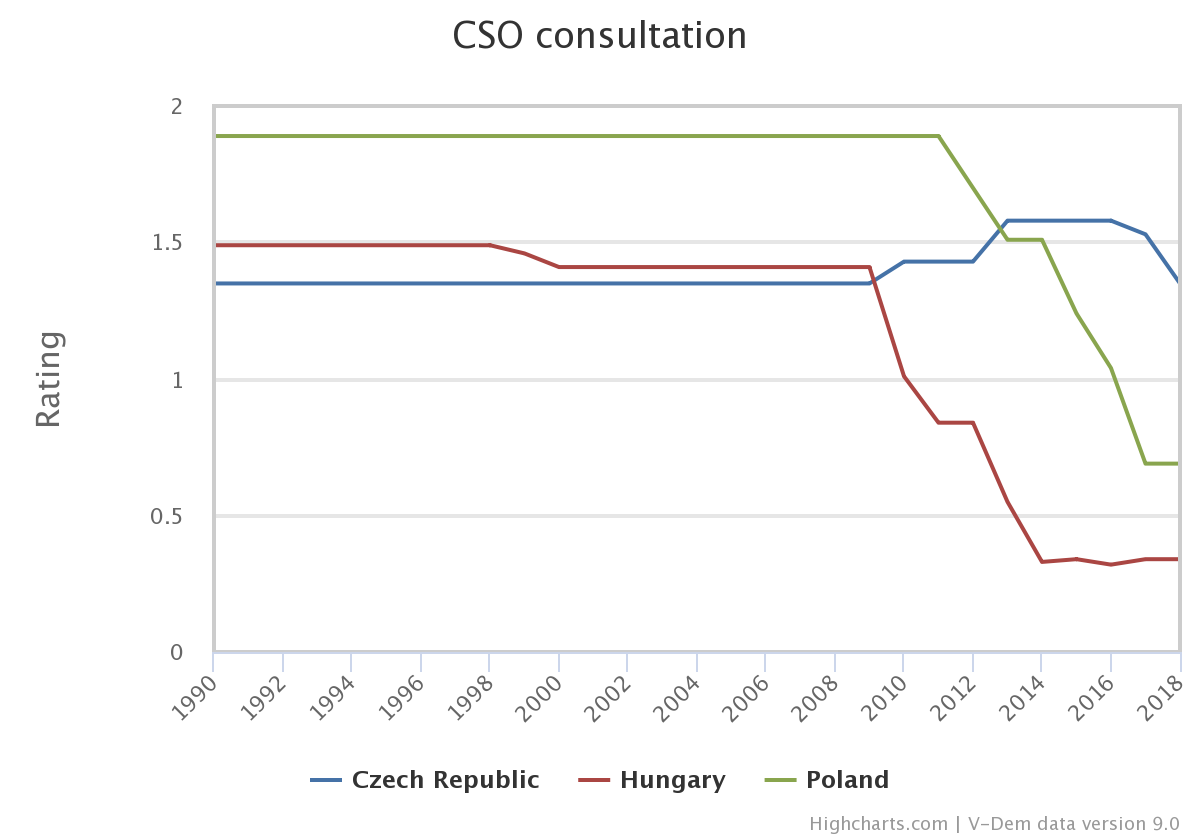 CSO consultation
Rating
2
1.5
1
0.5
0
1990 1992 1994 1996 1998 2000 2002 2004 2006 2008 2010 2012 2014 2016 2018
Czech Republic Hungary Poland
Highcharts.com | V-Dem data version 9.0